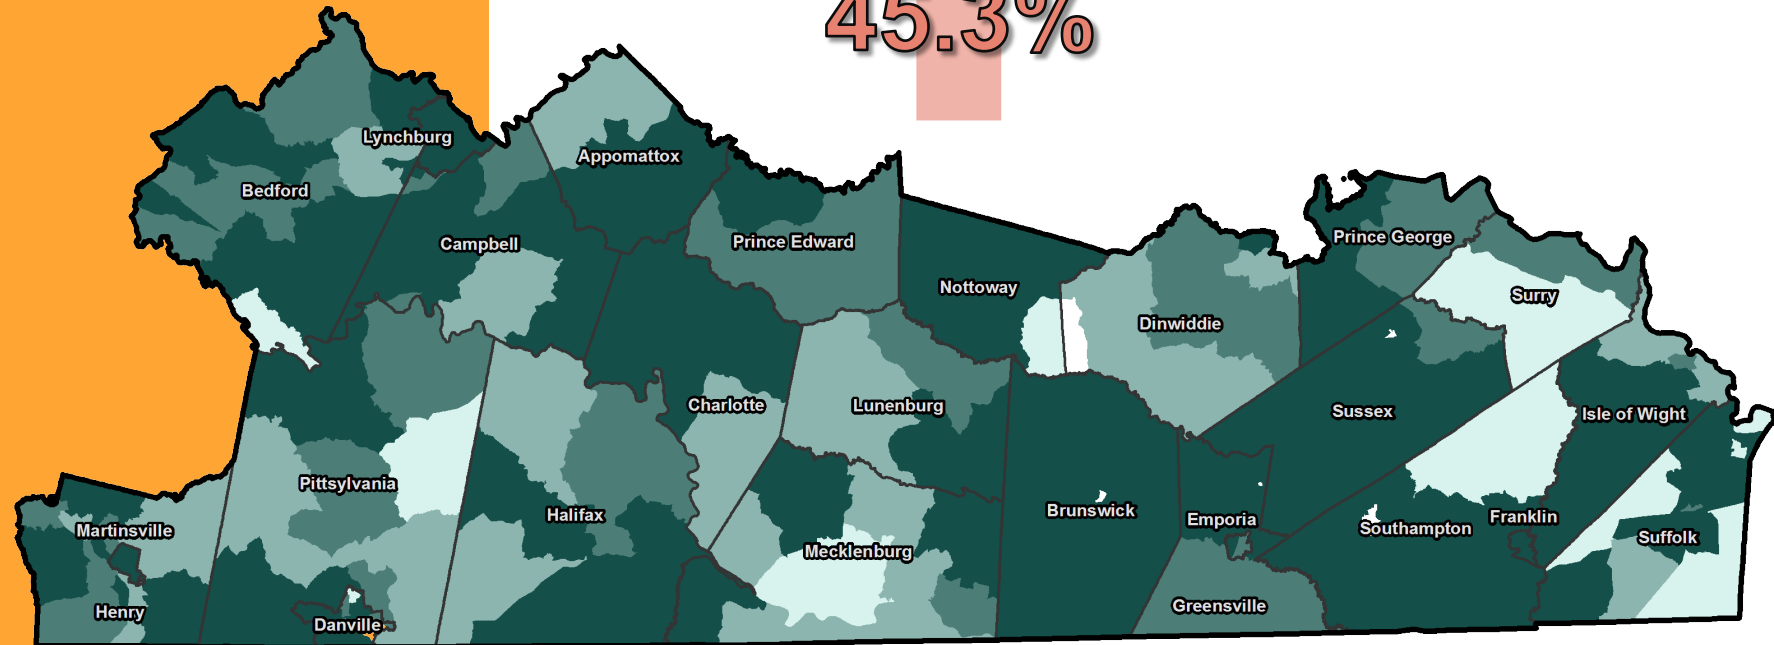 45.3%
Lynchburg
Appomattox
Bedford
Prince Edward
Campbell
Prince George
Nottoway
Surry
Dinwiddie
Charlotte
Lunenburg
Sussex
Isle of Wight
Pittsylvania
Halifax
Brunswick
Emporia
Franklin
Southampton
Martinsville
Mecklenburg
Suffolk
Henry
Greensville
Danville